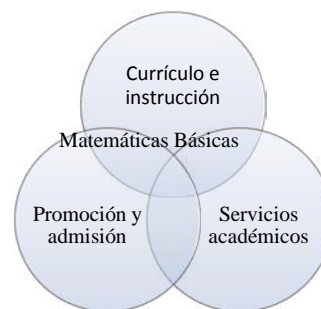 Currículo e
instrucción
Matemáticas Básicas
Promoción y
admisión
Servicios
académicos